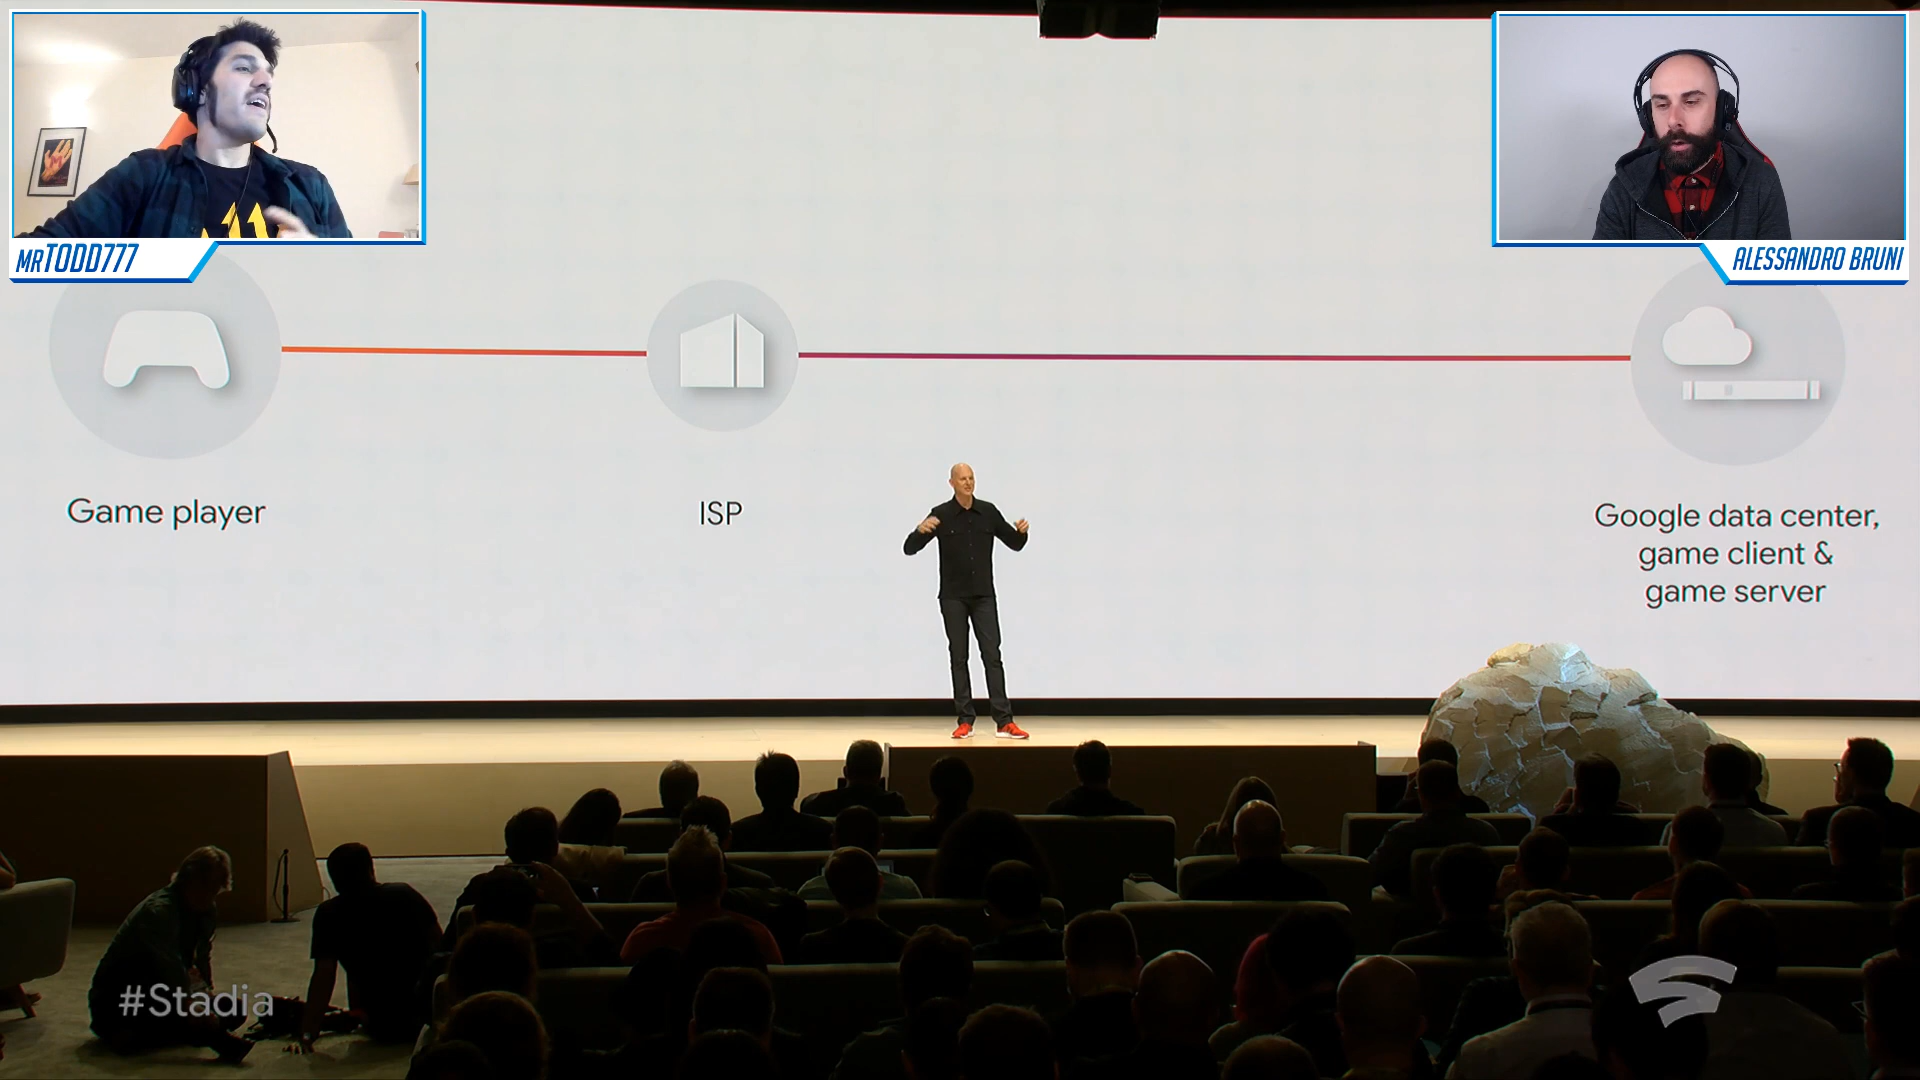 mrTODD777
ALESSANDRO BRUNI
Game player
ISP
Google data center,
game client &
game server
#Stadia